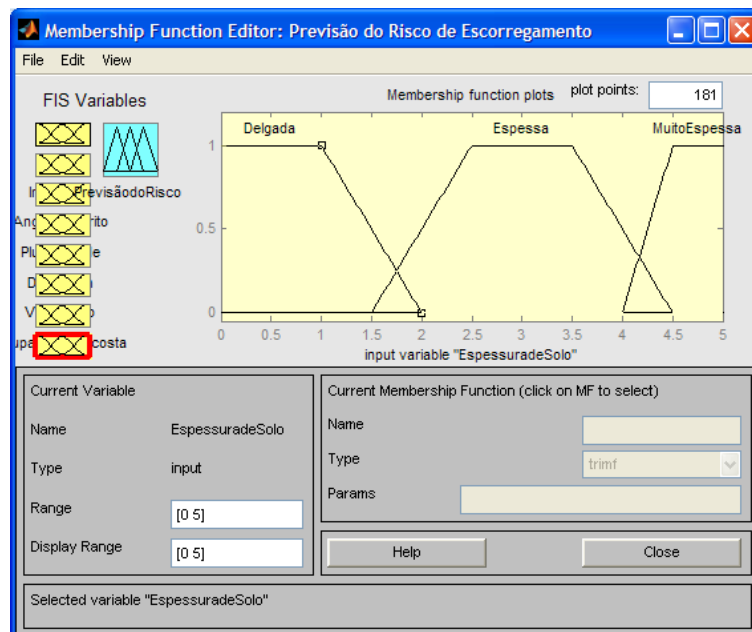 Membership Function Editor: Previsão do Risco de Escorregamento
File Edit View
FIS Variables
Membership function plots
plot points:
181
PrevisãodoRisco
costa
Delgada
Espessa
MuitoEspessa
1
0.5
0
0 0.5 1 1.5 2 2.5 3 3.5 4 4.5 5
input variable "EspessuradeSolo"
Current Variable
Name EspessuradeSolo
Type input
Range [0 5]
Display Range [0 5]
Current Membership Function (click on MF to select)
Name
Type trimf
Params
Help Close
Selected variable "EspessuradeSolo"